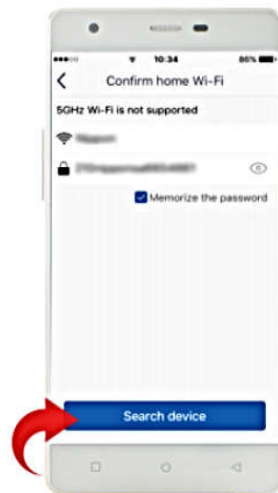 10:34 86%
Confirm home Wi-Fi
5GHz Wi-Fi is not supported
Memorize the password
Search device